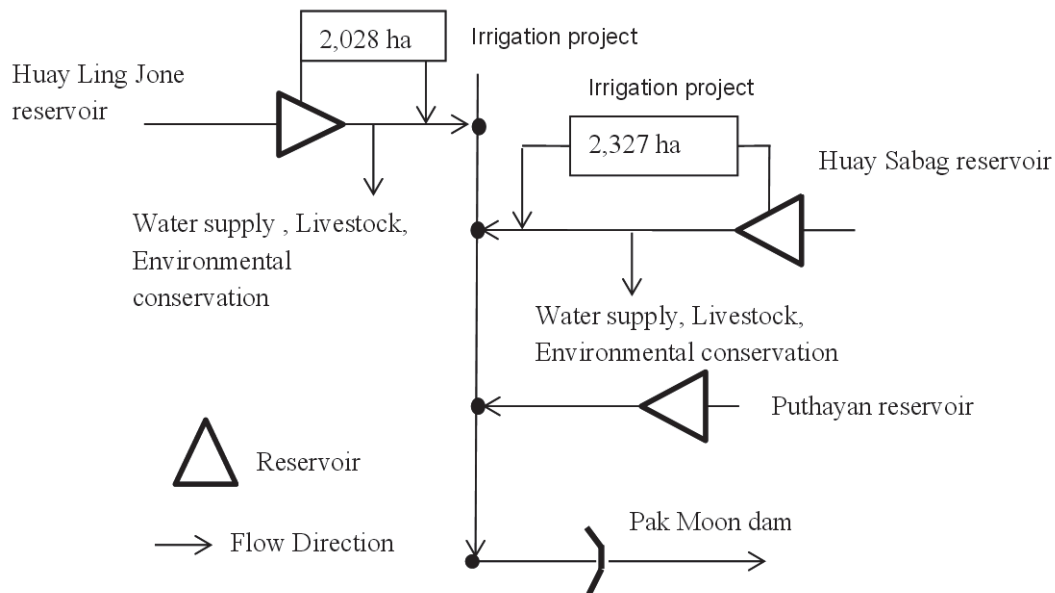 2,028 ha
Irrigation project
Huay Ling Jone
reservoir
Irrigation project
2,327 ha
Huay Sabag reservoir
Water supply , Livestock,
Environmental
conservation
Water supply, Livestock,
Environmental conservation
Puthayan reservoir
Reservoir
Pak Moon dam
Flow Direction